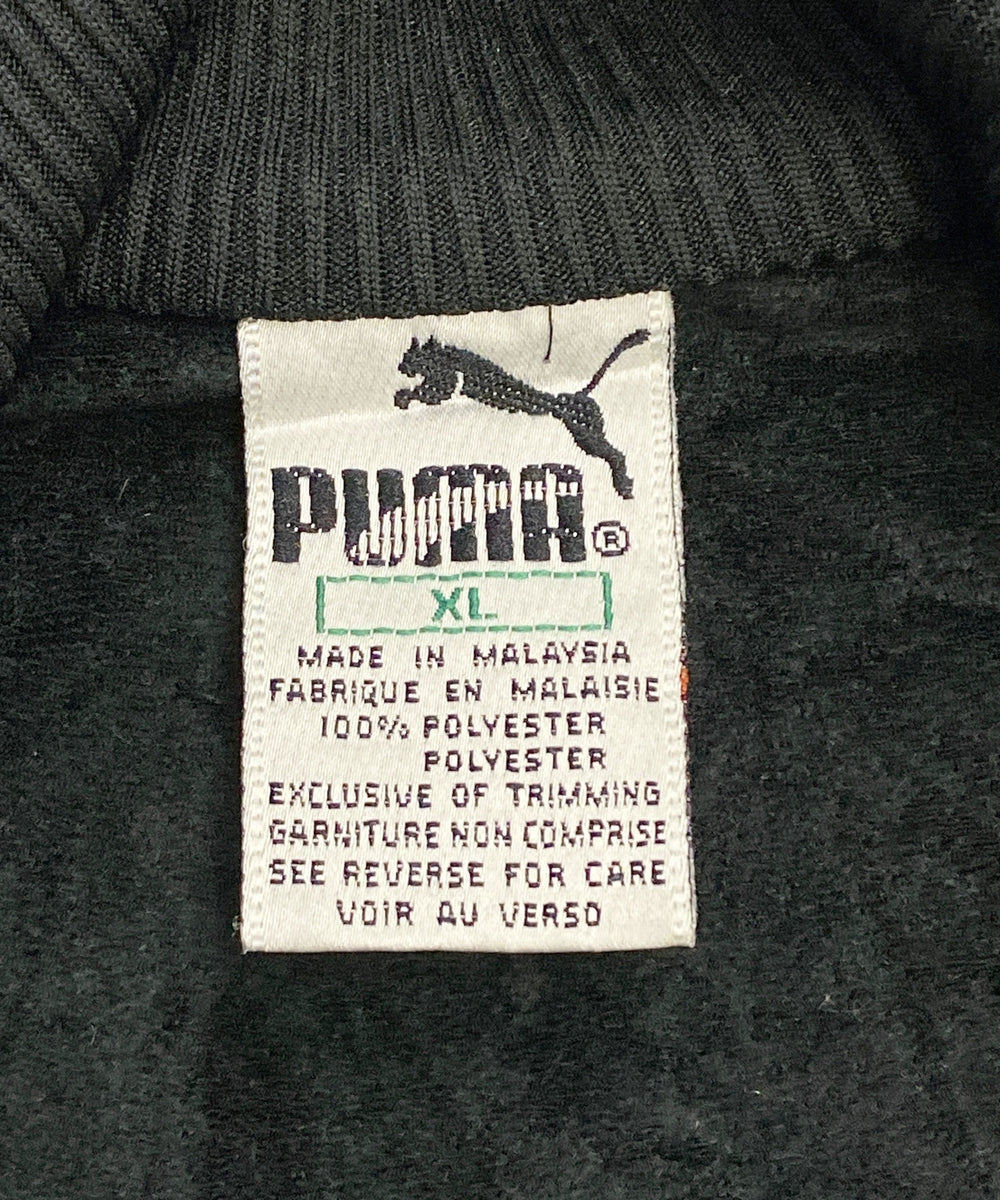 PUMA®
XL
MADE IN MALAYSIA
FABRIQUE EN MALAISIE
100% POLYESTER
POLYESTER
EXCLUSIVE OF TRIMMING
GARNITURE NON COMPRISE
SEE REVERSE FOR CARE
VOIR AU VERSO